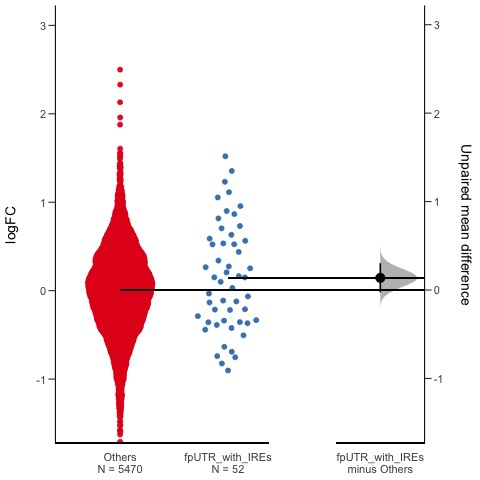 3
2
1
0
-1
logFC
3
2
1
0
-1
Unpaired mean difference
Others
N = 5470
fpUTR_with_IREs
N = 52
fpUTR_with_IREs
minus Others